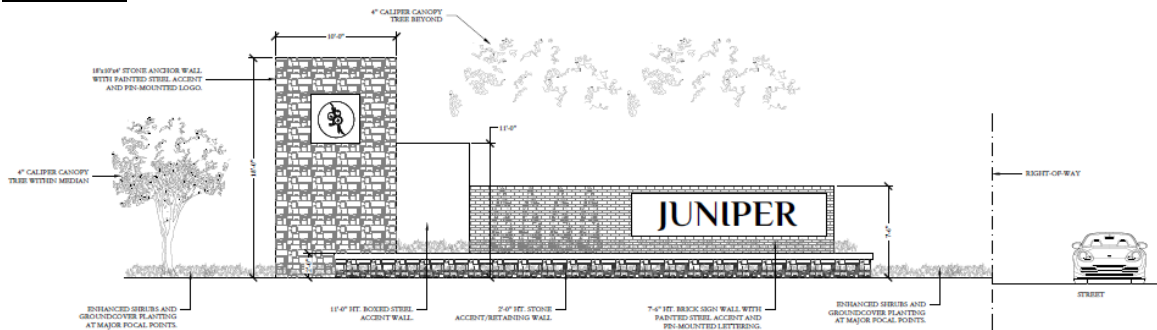 4" CALIPER CANOPY
TREE BEYOND
10'-0"
18'x10'x4' STONE ANCHOR WALL
WITH PAINTED STEEL ACCENT
AND PIN-MOUNTED LOGO.
11'-0"
4" CALIPER CANOPY
TREE WITHIN MEDIAN
RIGHT-OF-WAY
JUNIPER
7'-6"
STREET
ENHANCED SHRUBS AND
GROUNDCOVER PLANTING
AT MAJOR FOCAL POINTS.
11'-0" HT. BOXED STEEL
ACCENT WALL.
2'-0" HT. STONE
ACCENT/RETAINING WALL
7'-6" HT. BRICK SIGN WALL WITH
PAINTED STEEL ACCENT AND
PIN-MOUNTED LETTERING.
ENHANCED SHRUBS AND
GROUNDCOVER PLANTING
AT MAJOR FOCAL POINTS.